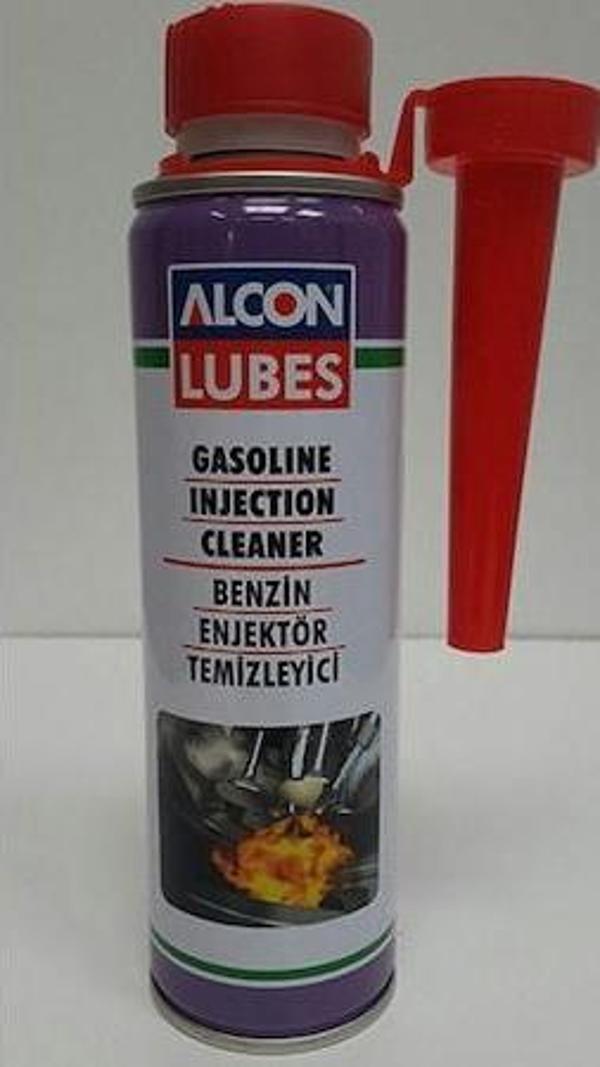 ALCON
LUBES
GASOLINE
INJECTION
CLEANER
BENZİN
ENJEKTÖR
TEMİZLEYİCİ